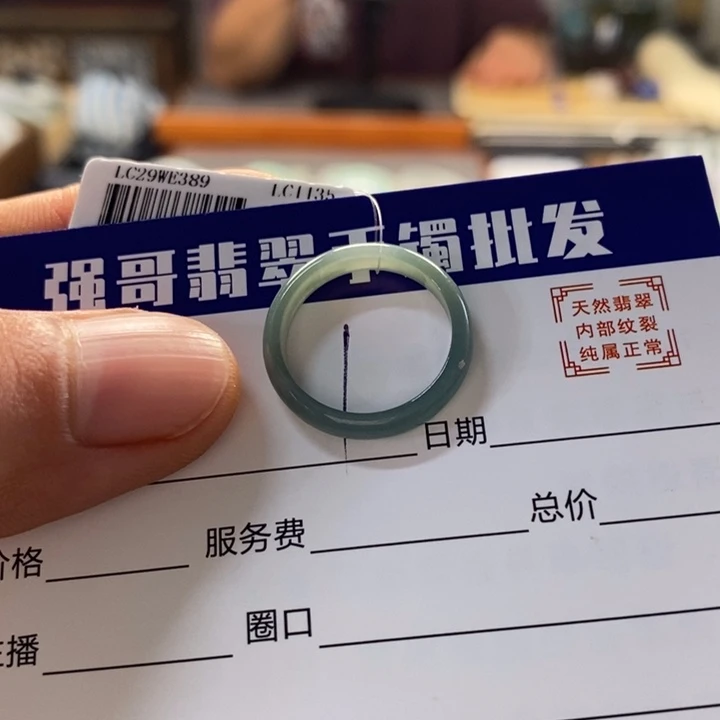 LC29WE389
LC1135
强哥翡翠手镯批发
天然翡翠
内部纹裂
纯属正常
日期
服务费
总价
价格
圈口
主播